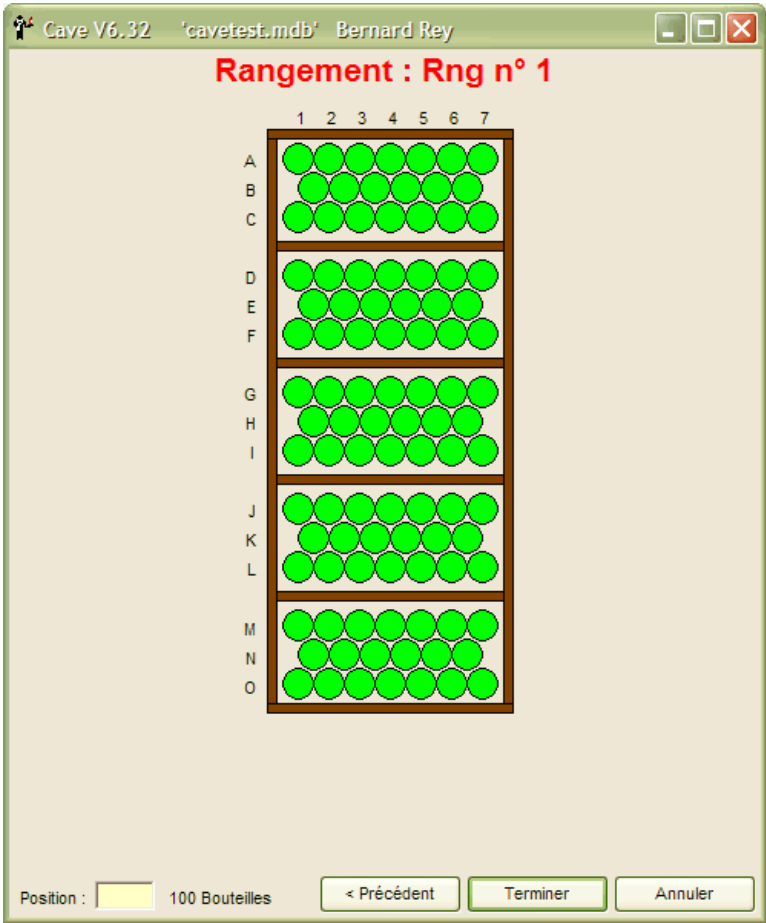 Cave V6.32 'cavetest.mdb' Bernard Rey
Rangement : Rng n° 1
1 2 3 4 5 6 7
A
B
C
D
E
F
G
H
I
J
K
L
M
N
O
Position : 100 Bouteilles < Précédent Terminer Annuler